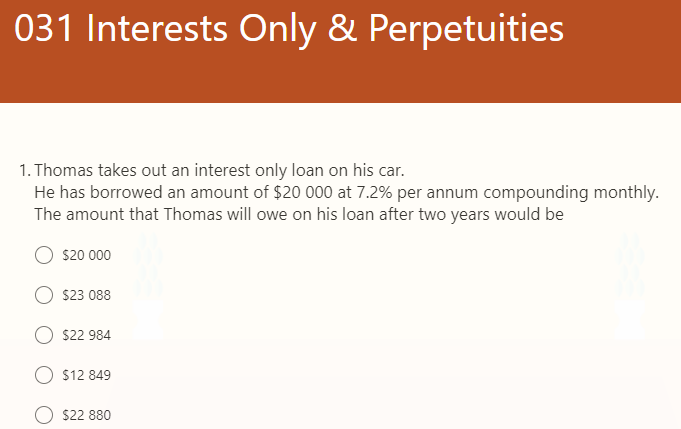 031 Interests Only & Perpetuities
1. Thomas takes out an interest only loan on his car.
He has borrowed an amount of $20 000 at 7.2% per annum compounding monthly.
The amount that Thomas will owe on his loan after two years would be
$20 000
$23 088
$22 984
$12 849
$22 880